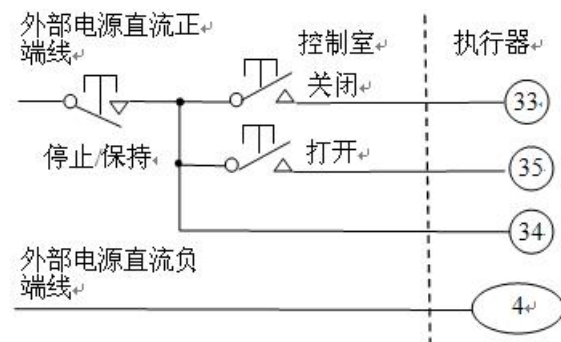 外部电源直流正
端线
控制室
执行器
关闭
33
停止/保持
打开
35
34
外部电源直流负
端线
4